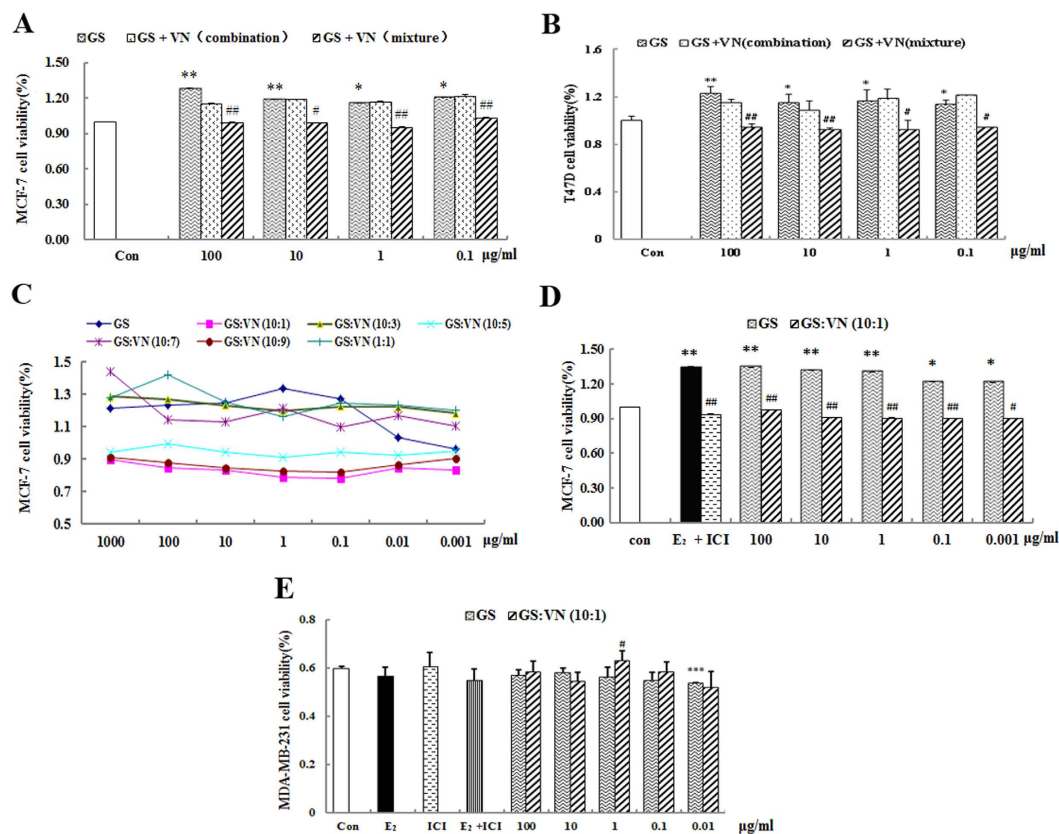 A
GS GS + VN (combination) GS + VN (mixture)
MCF-7 cell viability(%)
1.50
1.20
0.90
0.60
0.30
0.00
** ## ** # * ## * ##
Con 100 10 1 0.1 μg/ml
B
GS GS+VN(combination) GS+VN(mixture)
T47D cell viability(%)
1.6
1.2
0.8
0.4
0
** ## * ## * # * #
Con 100 10 1 0.1 μg/ml
C
GS GS:VN (10:1) GS:VN (10:3) GS:VN (10:5)
GS:VN (10:7) GS:VN (10:9) GS:VN (1:1)
MCF-7 cell viability(%)
1.5
1.3
1.1
0.9
0.7
0.5
1000 100 10 1 0.1 0.01 0.001 μg/ml
D
GS GS:VN (10:1)
MCF-7 cell viability(%)
1.50
1.20
0.90
0.60
0.30
0.00
** ## ** ## ** ## ** ## * ## * #
con E₂ +ICI 100 10 1 0.1 0.001 μg/ml
E
GS GS:VN (10:1)
MDA-MB-231 cell viability(%)
0.8
0.6
0.4
0.2
0
# ***
Con E₂ ICI E₂ +ICI 100 10 1 0.1 0.01 μg/ml